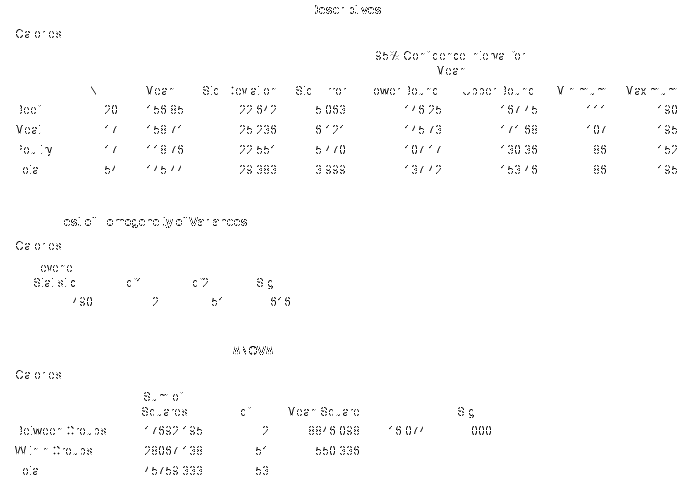 Descriptives
Calories
95% Confidence Interval for
Mean
N Mean Std. Deviation Std. Error Lower Bound Upper Bound Minimum Maximum
Beef 20 156.85 22.642 5.063 146.25 167.45 111 190
Meat 17 158.71 25.236 6.121 145.73 171.68 107 195
Poultry 17 118.76 22.551 5.470 107.17 130.36 86 152
Total 54 145.44 29.383 3.999 137.42 153.46 86 195
Test of Homogeneity of Variances
Calories
Levene
Statistic df1 df2 Sig.
.490 2 51 .616
ANOVA
Calories
Sum of
Squares df Mean Square Sig.
Between Groups 17692.195 2 8846.098 16.074 .000
Within Groups 28067.138 51 550.336
Total 45759.333 53